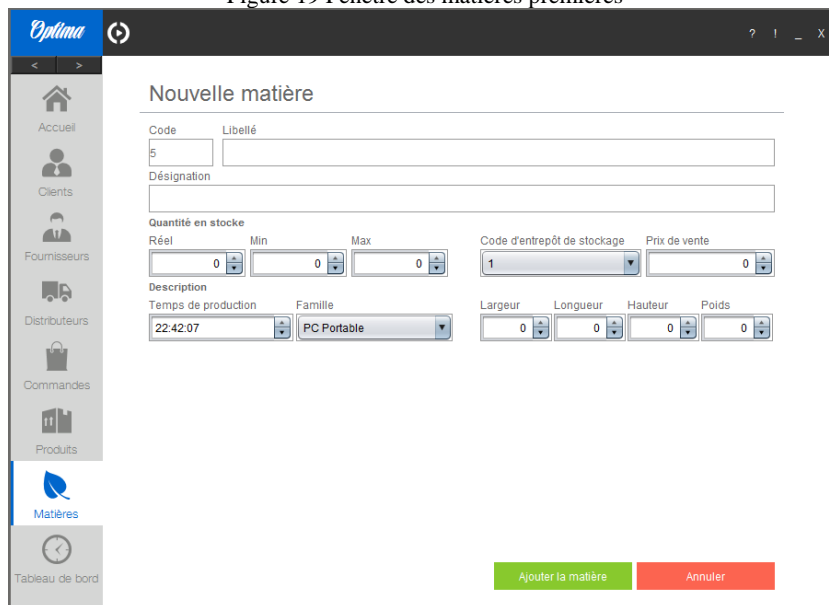 Figure 19 Fenêtre des matières premières
Optima
? ! _ X
< >
Accueil
Clients
Fournisseurs
Distributeurs
Commandes
Produits
Matières
Tableau de bord
Nouvelle matière
Code Libellé
5
Désignation
Quantité en stocke
Réel Min Max Code d'entrepôt de stockage Prix de vente
0 0 0 1 0
Description
Temps de production Famille Largeur Longueur Hauteur Poids
22:42:07 PC Portable 0 0 0 0
Ajouter la matière Annuler